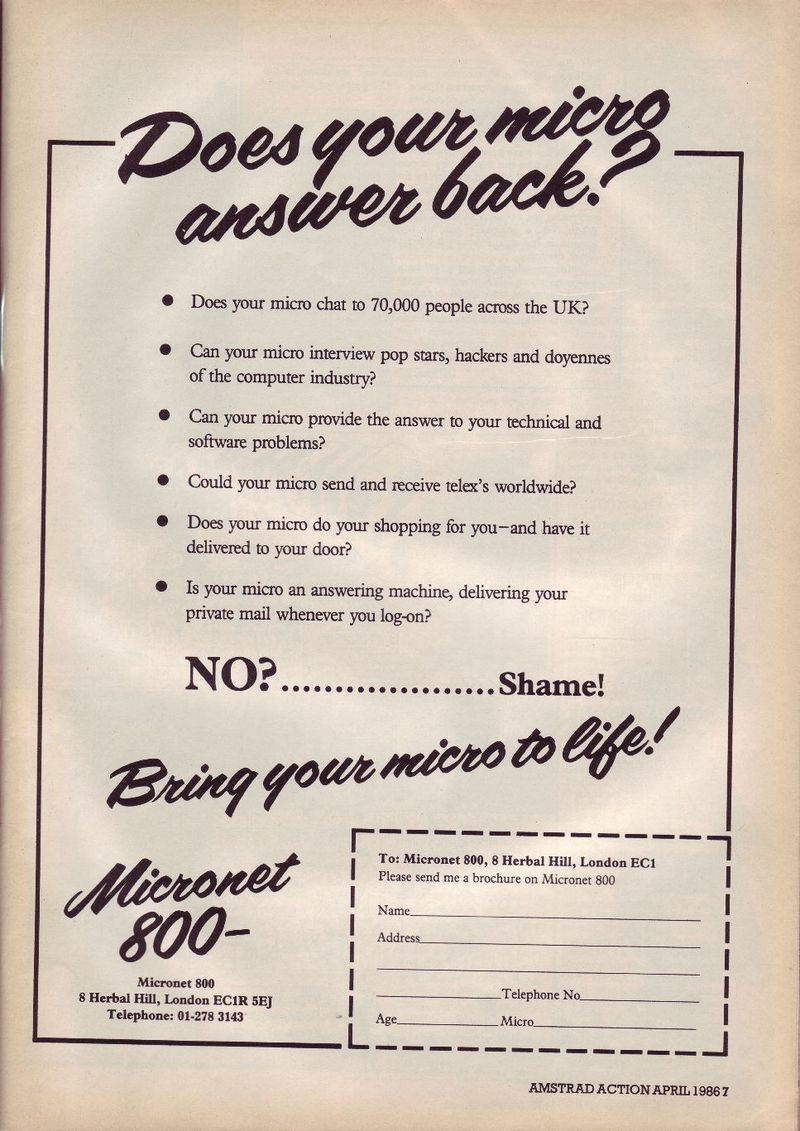 Does your micro
answer back?
● Does your micro chat to 70,000 people across the UK?
● Can your micro interview pop stars, hackers and doyennes
of the computer industry?
● Can your micro provide the answer to your technical and
software problems?
● Could your micro send and receive telex's worldwide?
● Does your micro do your shopping for you–and have it
delivered to your door?
● Is your micro an answering machine, delivering your
private mail whenever you log-on?
NO?....................Shame!
Bring your micro to life!
Micronet
800–
Micronet 800
8 Herbal Hill, London EC1R 5EJ
Telephone: 01-278 3143
To: Micronet 800, 8 Herbal Hill, London EC1
Please send me a brochure on Micronet 800
Name
Address
Telephone No
Age Micro
AMSTRAD ACTION APRIL 1986 7